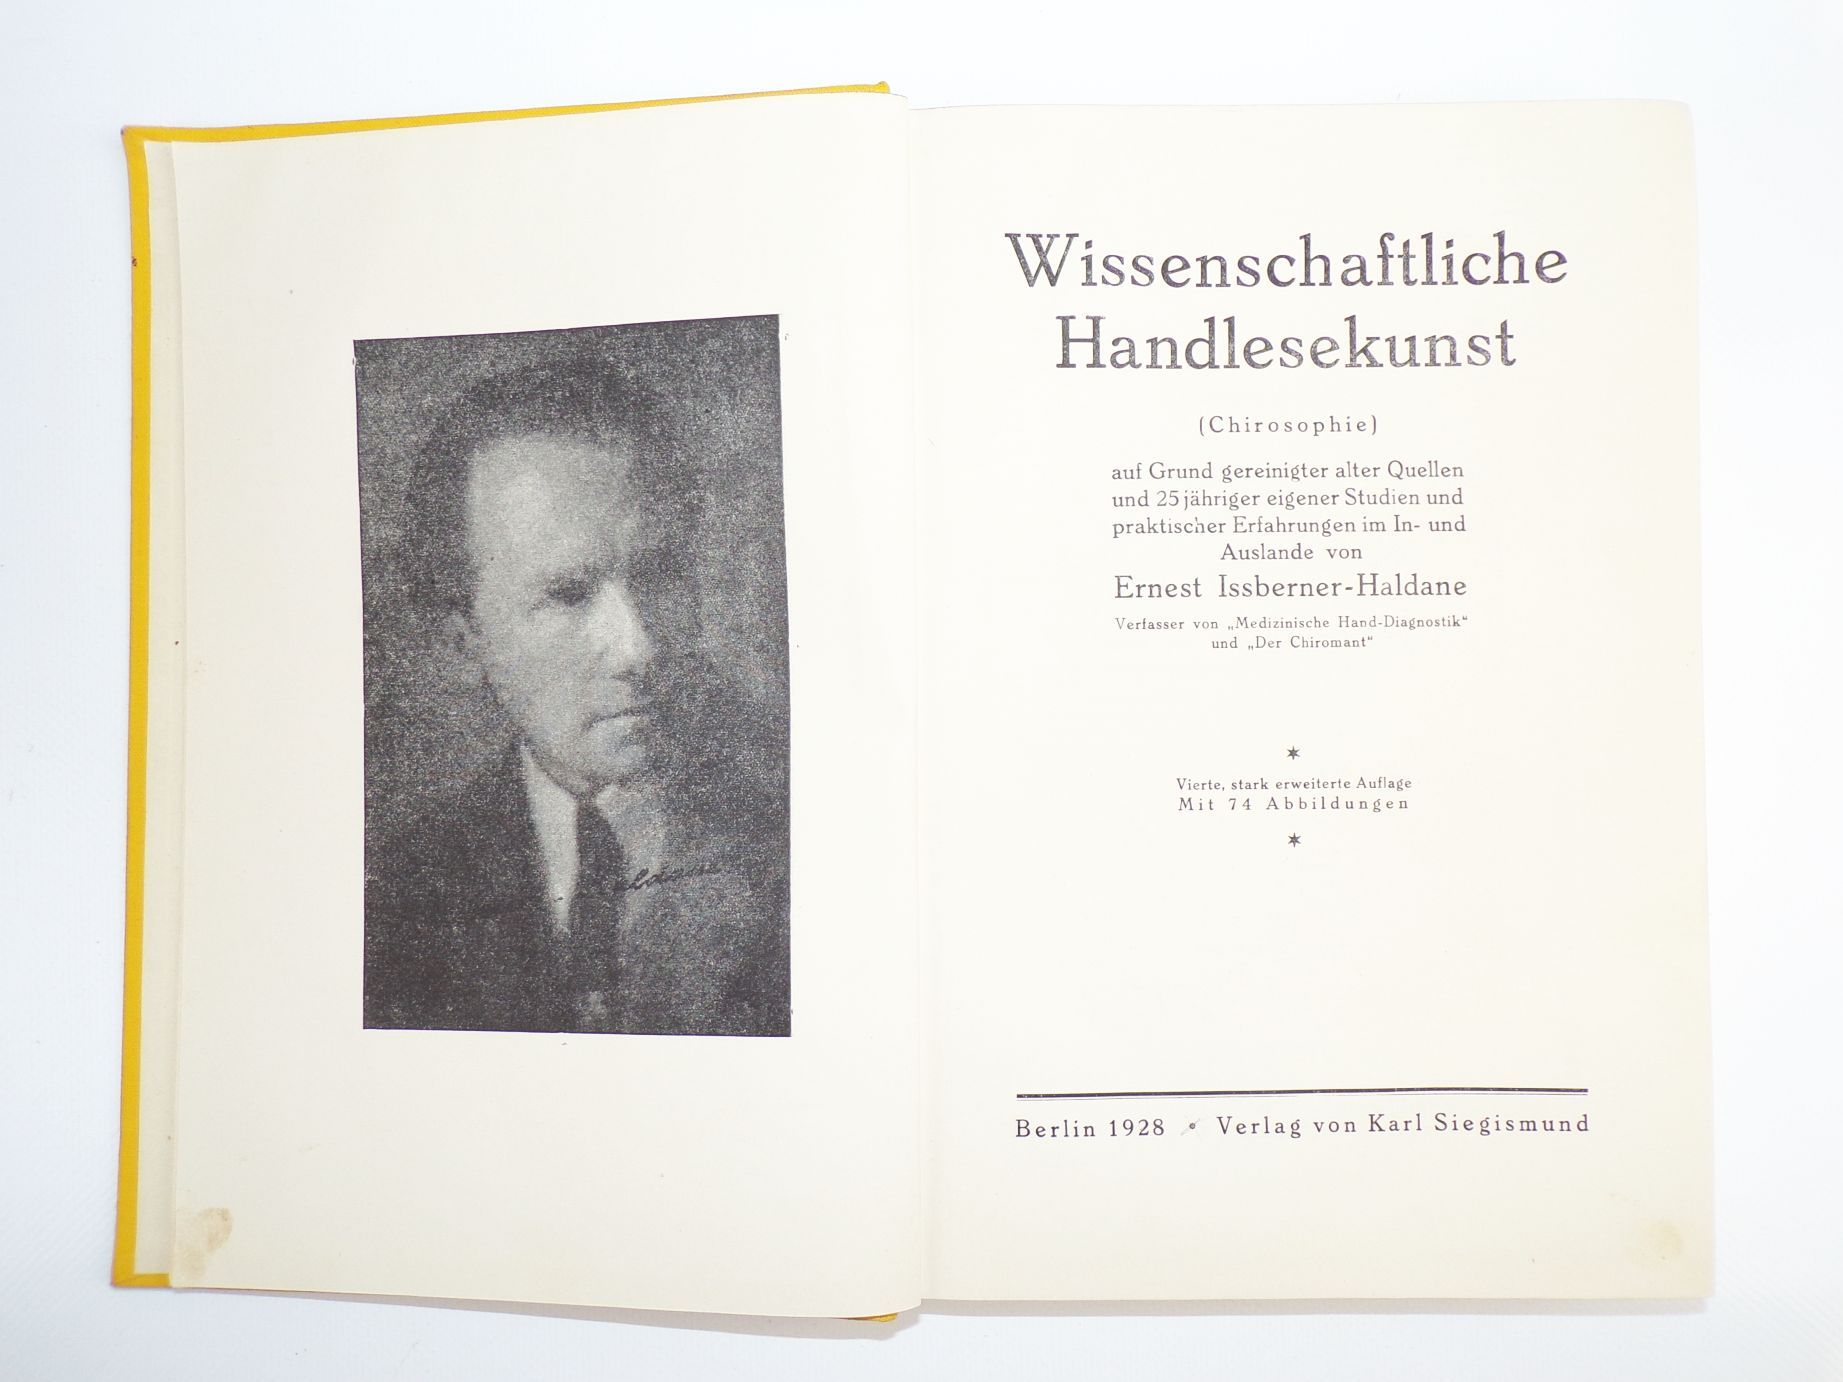 Wissenschaftliche
Handlesekunst
(Chirosophie)
auf Grund gereinigter alter Quellen
und 25jähriger eigener Studien und
praktischer Erfahrungen im In- und
Auslande von
Ernest Issberner-Haldane
Verfasser von „Medizinische Hand-Diagnostik“
und „Der Chiromant“
Vierte, stark erweiterte Auflage
Mit 74 Abbildungen
Berlin 1928 • Verlag von Karl Siegismund